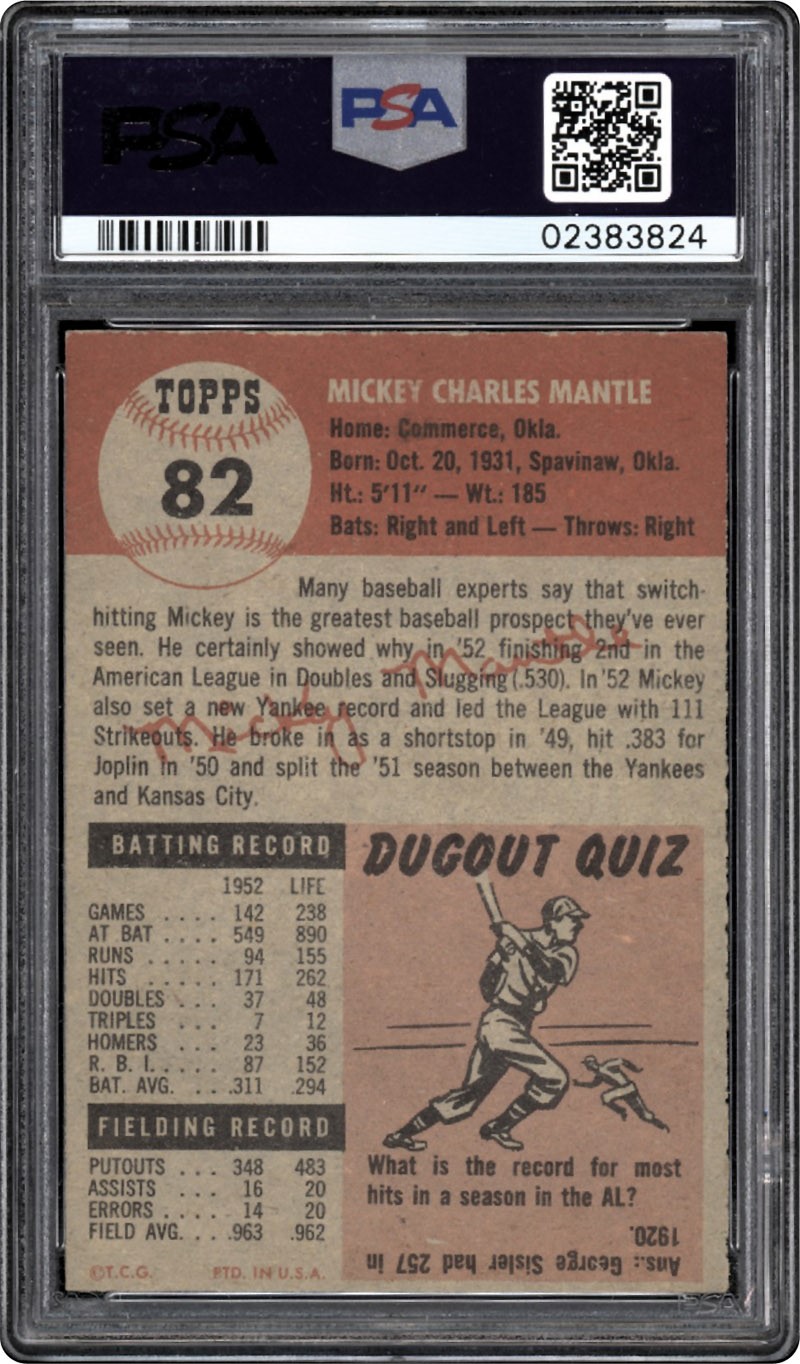 PSA PSA
02383824
TOPPS
82
MICKEY CHARLES MANTLE
Home: Commerce, Okla.
Born: Oct. 20, 1931, Spavinaw, Okla.
Ht.: 5'11" — Wt.: 185
Bats: Right and Left — Throws: Right
Many baseball experts say that switch-
hitting Mickey is the greatest baseball prospect they've ever
seen. He certainly showed why in '52 finishing 2nd in the
American League in Doubles and Slugging (.530). In '52 Mickey
also set a new Yankee record and led the League with 111
Strikeouts. He broke in as a shortstop in '49, hit .383 for
Joplin in '50 and split the '51 season between the Yankees
and Kansas City.
Micky Mantle
BATTING RECORD
1952 LIFE
GAMES .... 142 238
AT BAT .... 549 890
RUNS ..... 94 155
HITS ..... 171 262
DOUBLES ... 37 48
TRIPLES ... 7 12
HOMERS ... 23 36
R. B. I. .... 87 152
BAT. AVG. ... .311 .294
FIELDING RECORD
PUTOUTS ... 348 483
ASSISTS ... 16 20
ERRORS .... 14 20
FIELD AVG. ... .963 .962
©T.C.G. PTD. IN U.S.A.
DUGOUT QUIZ
What is the record for most
hits in a season in the AL?
Ans.: George Sisler had 257 in
1920.
PSA